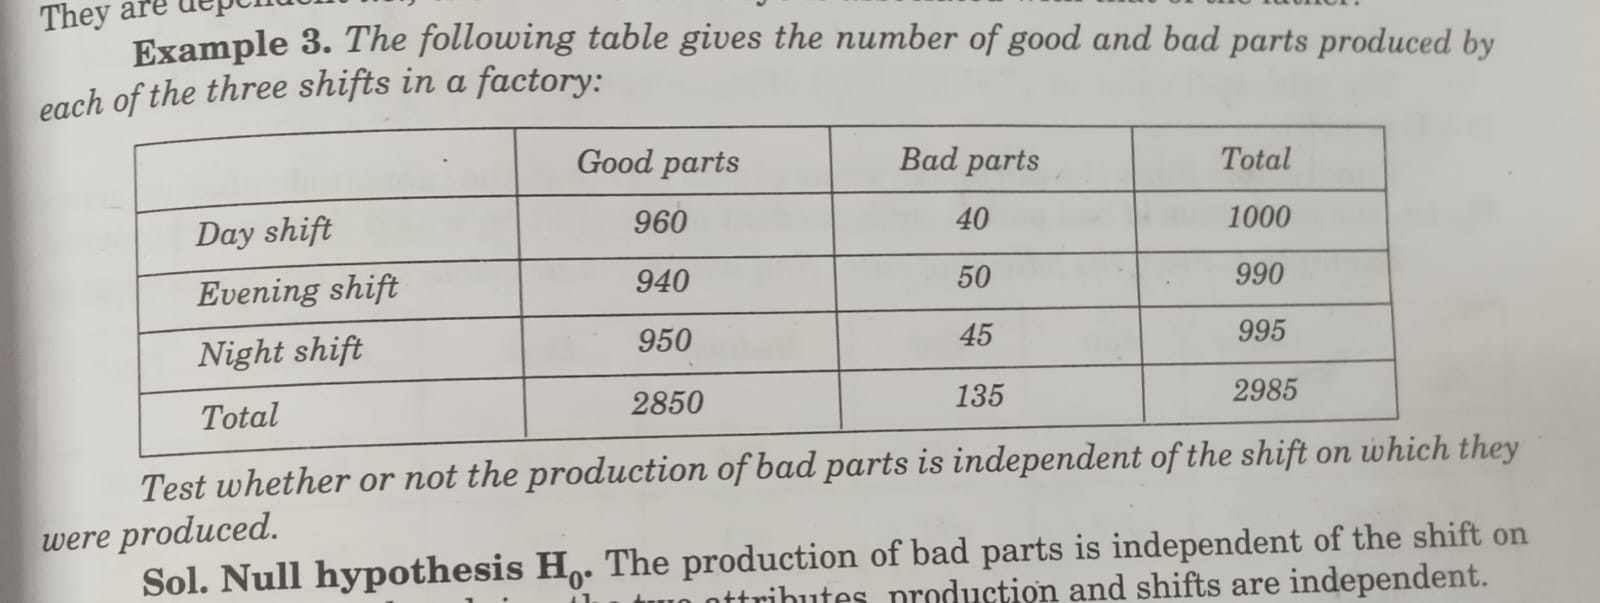 They are
Example 3. The following table gives the number of good and bad parts produced by
each of the three shifts in a factory:
Good parts Bad parts Total
Day shift 960 40 1000
Evening shift 940 50 990
Night shift 950 45 995
Total 2850 135 2985
Test whether or not the production of bad parts is independent of the shift on which they
were produced.
Sol. Null hypothesis H₀. The production of bad parts is independent of the shift on
the two attributes, production and shifts are independent.